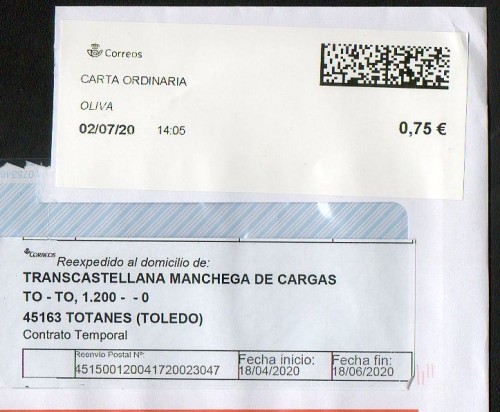 Correos
CARTA ORDINARIA
OLIVA
02/07/20 14:05
0,75 €
CORREOS
Reexpedido al domicilio de:
TRANSCASTELLANA MANCHEGA DE CARGAS
TO - TO, 1.200 - - 0
45163 TOTANES (TOLEDO)
Contrato Temporal
Reenvío Postal Nº:
451500120041720023047
Fecha inicio:
18/04/2020
Fecha fin:
18/06/2020